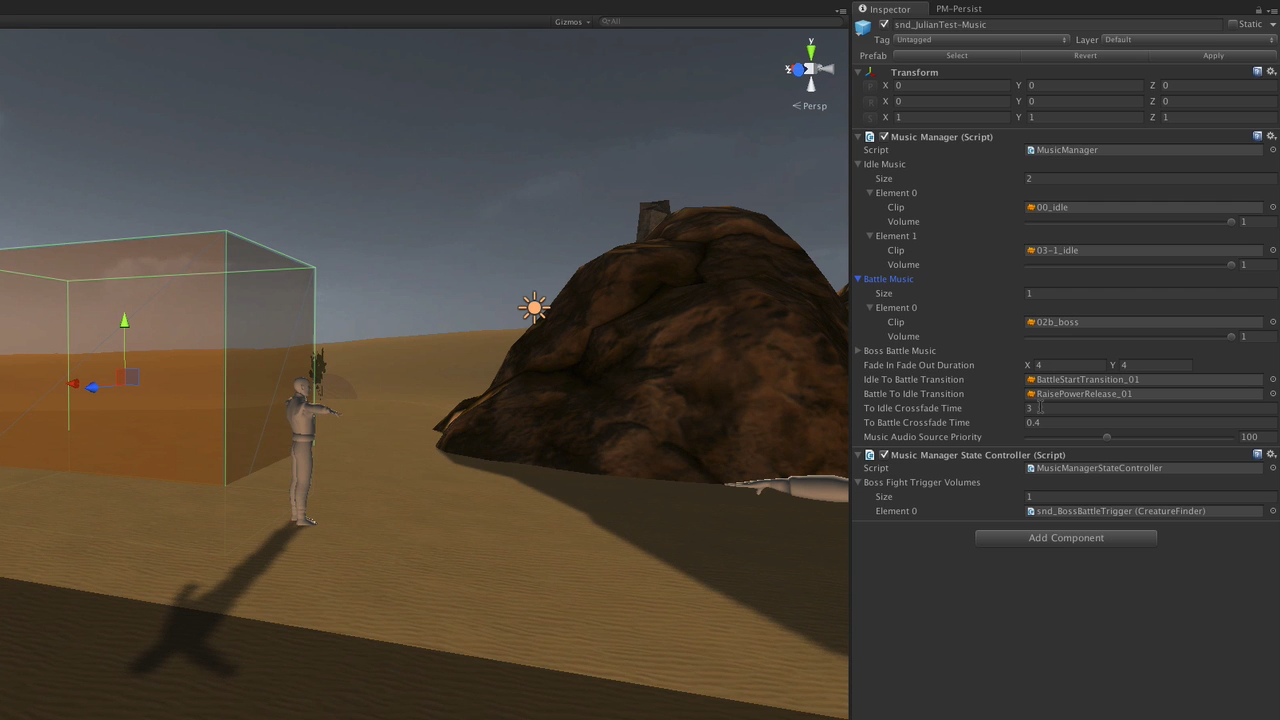 Inspector PM-Persist
Gizmos All
snd_JulianTest-Music Static
Tag Untagged Layer Default
Prefab Select Revert Apply
Transform
X 0 Y 0 Z 0
X 0 Y 0 Z 0
X 1 Y 1 Z 1
Music Manager (Script)
Script MusicManager
Idle Music
Size 2
Element 0
Clip 00_idle
Volume 1
Element 1
Clip 03-1_idle
Volume 1
Battle Music
Size 1
Element 0
Clip 02b_boss
Volume 1
Boss Battle Music
Fade In Fade Out Duration X 4 Y 4
Idle To Battle Transition BattleStartTransition_01
Battle To Idle Transition RaisePowerRelease_01
To Idle Crossfade Time 3
To Battle Crossfade Time 0.4
Music Audio Source Priority 100
Music Manager State Controller (Script)
Script MusicManagerStateController
Boss Fight Trigger Volumes
Size 1
Element 0 snd_BossBattleTrigger (CreatureFinder)
Add Component
y
z
Persp